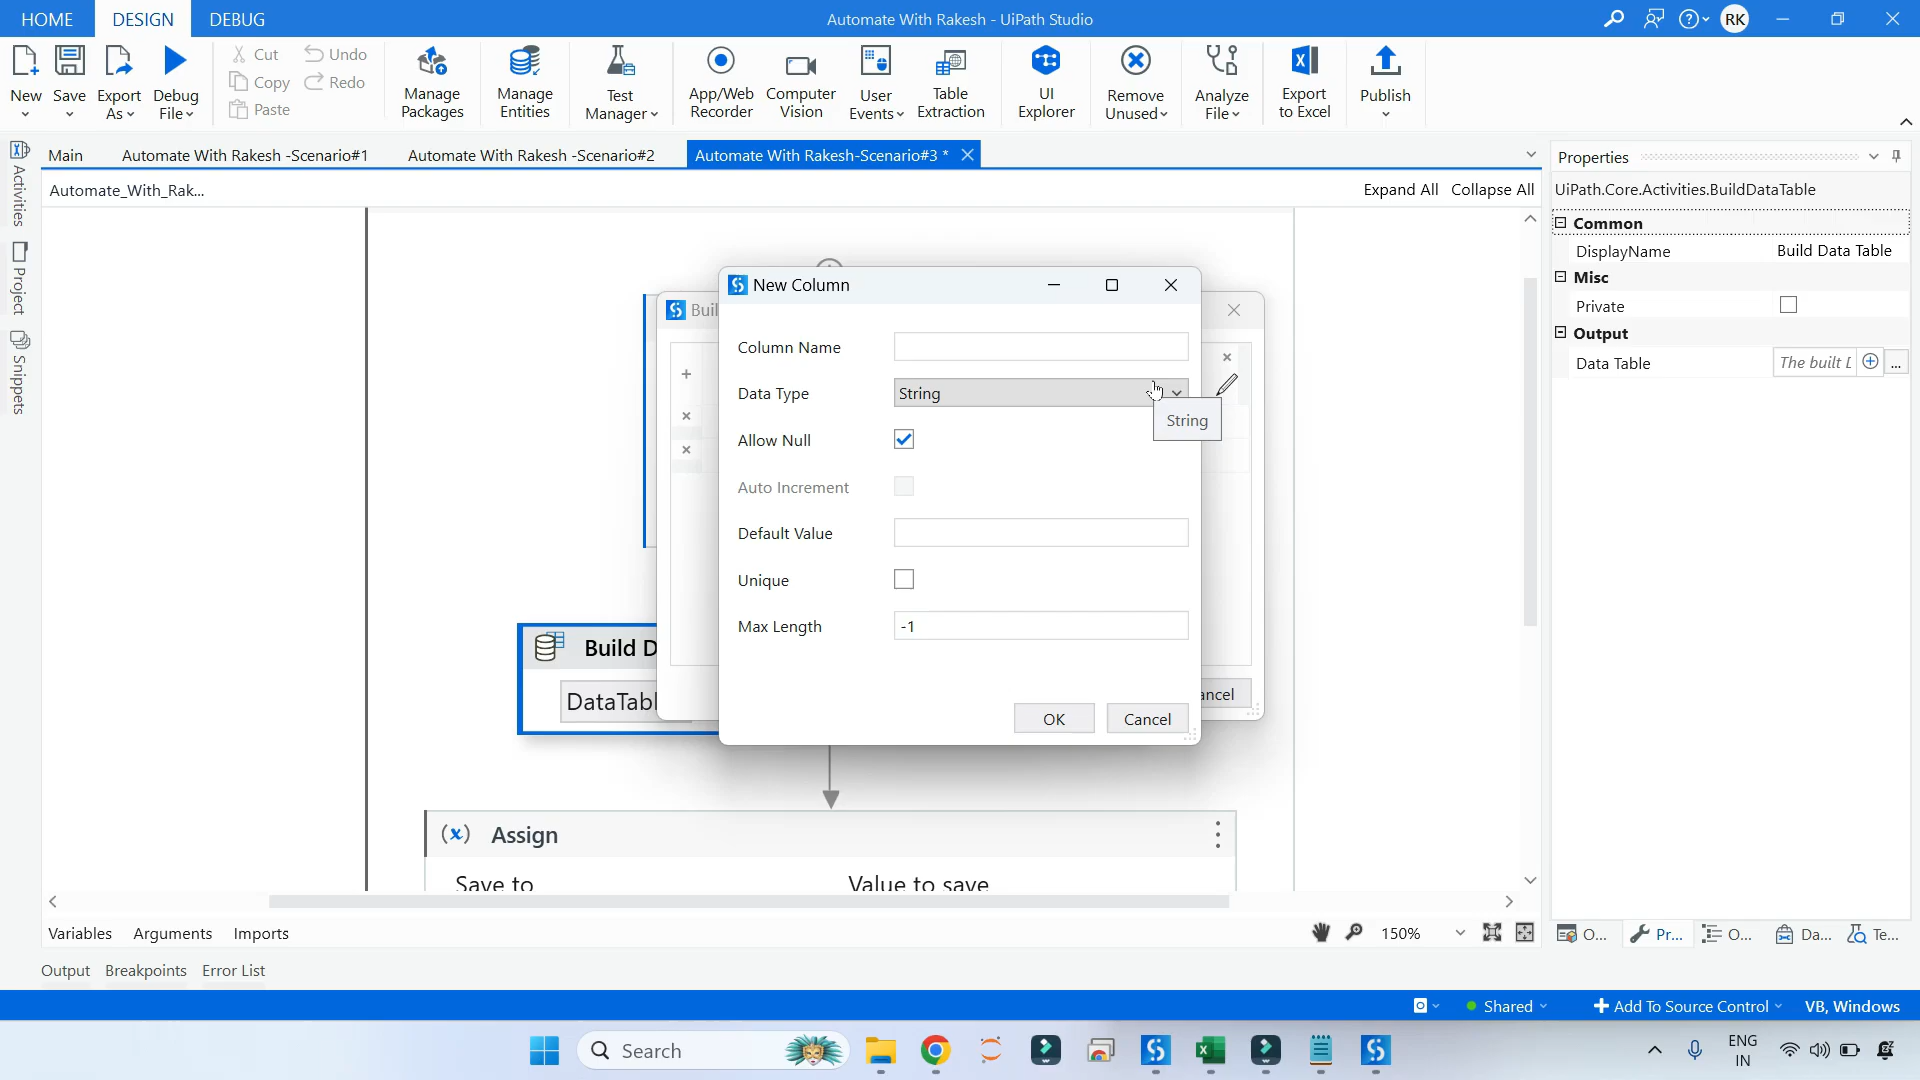 HOME
DESIGN
DEBUG
Automate With Rakesh - UiPath Studio
RK
New
Save
Export As
Debug File
Cut
Copy
Paste
Undo
Redo
Manage Packages
Manage Entities
Test Manager
App/Web Recorder
Computer Vision
User Events
Table Extraction
UI Explorer
Remove Unused
Analyze File
Export to Excel
Publish
Main
Automate With Rakesh -Scenario#1
Automate With Rakesh -Scenario#2
Automate With Rakesh-Scenario#3 *
Activities
Project
Snippets
Automate_With_Rak...
Expand All
Collapse All
Properties
UiPath.Core.Activities.BuildDataTable
Common
DisplayName
Build Data Table
Misc
Private
Output
Data Table
The built
...
Buil
New Column
Column Name
Data Type
String
String
Allow Null
Auto Increment
Default Value
Unique
Max Length
-1
OK
Cancel
ancel
Build D
DataTabl
Assign
Save to
Value to save
Variables
Arguments
Imports
150%
O...
Pr...
O...
Da...
Te...
Output
Breakpoints
Error List
Shared
Add To Source Control
VB, Windows
Search
ENG
IN